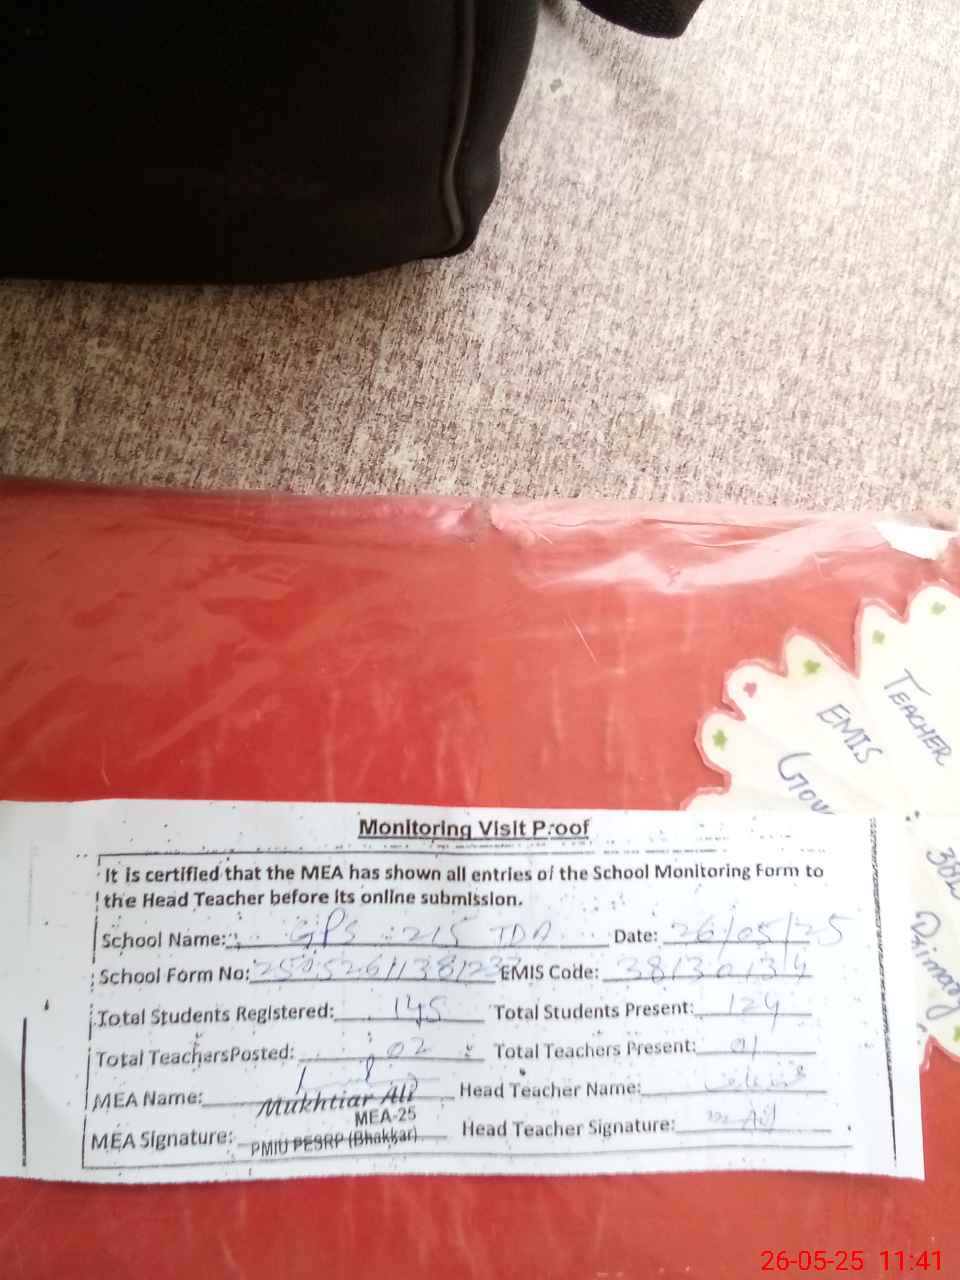 TEACHER
EMIS
Gov
Primary
Monitoring Visit Proof
It is certified that the MEA has shown all entries of the School Monitoring Form to
the Head Teacher before its online submission.
School Name: GPS 215 TDA Date: 26/05/25
School Form No: EMIS Code: 38130134
Total Students Registered: 145 Total Students Present: 124
Total TeachersPosted: 02 Total Teachers Present: 01
MEA Name: Mukhtiar Ali Head Teacher Name:
MEA-25
MEA Signature: PMIU PESRP (Bhakkar) Head Teacher Signature:
26-05-25 11:41